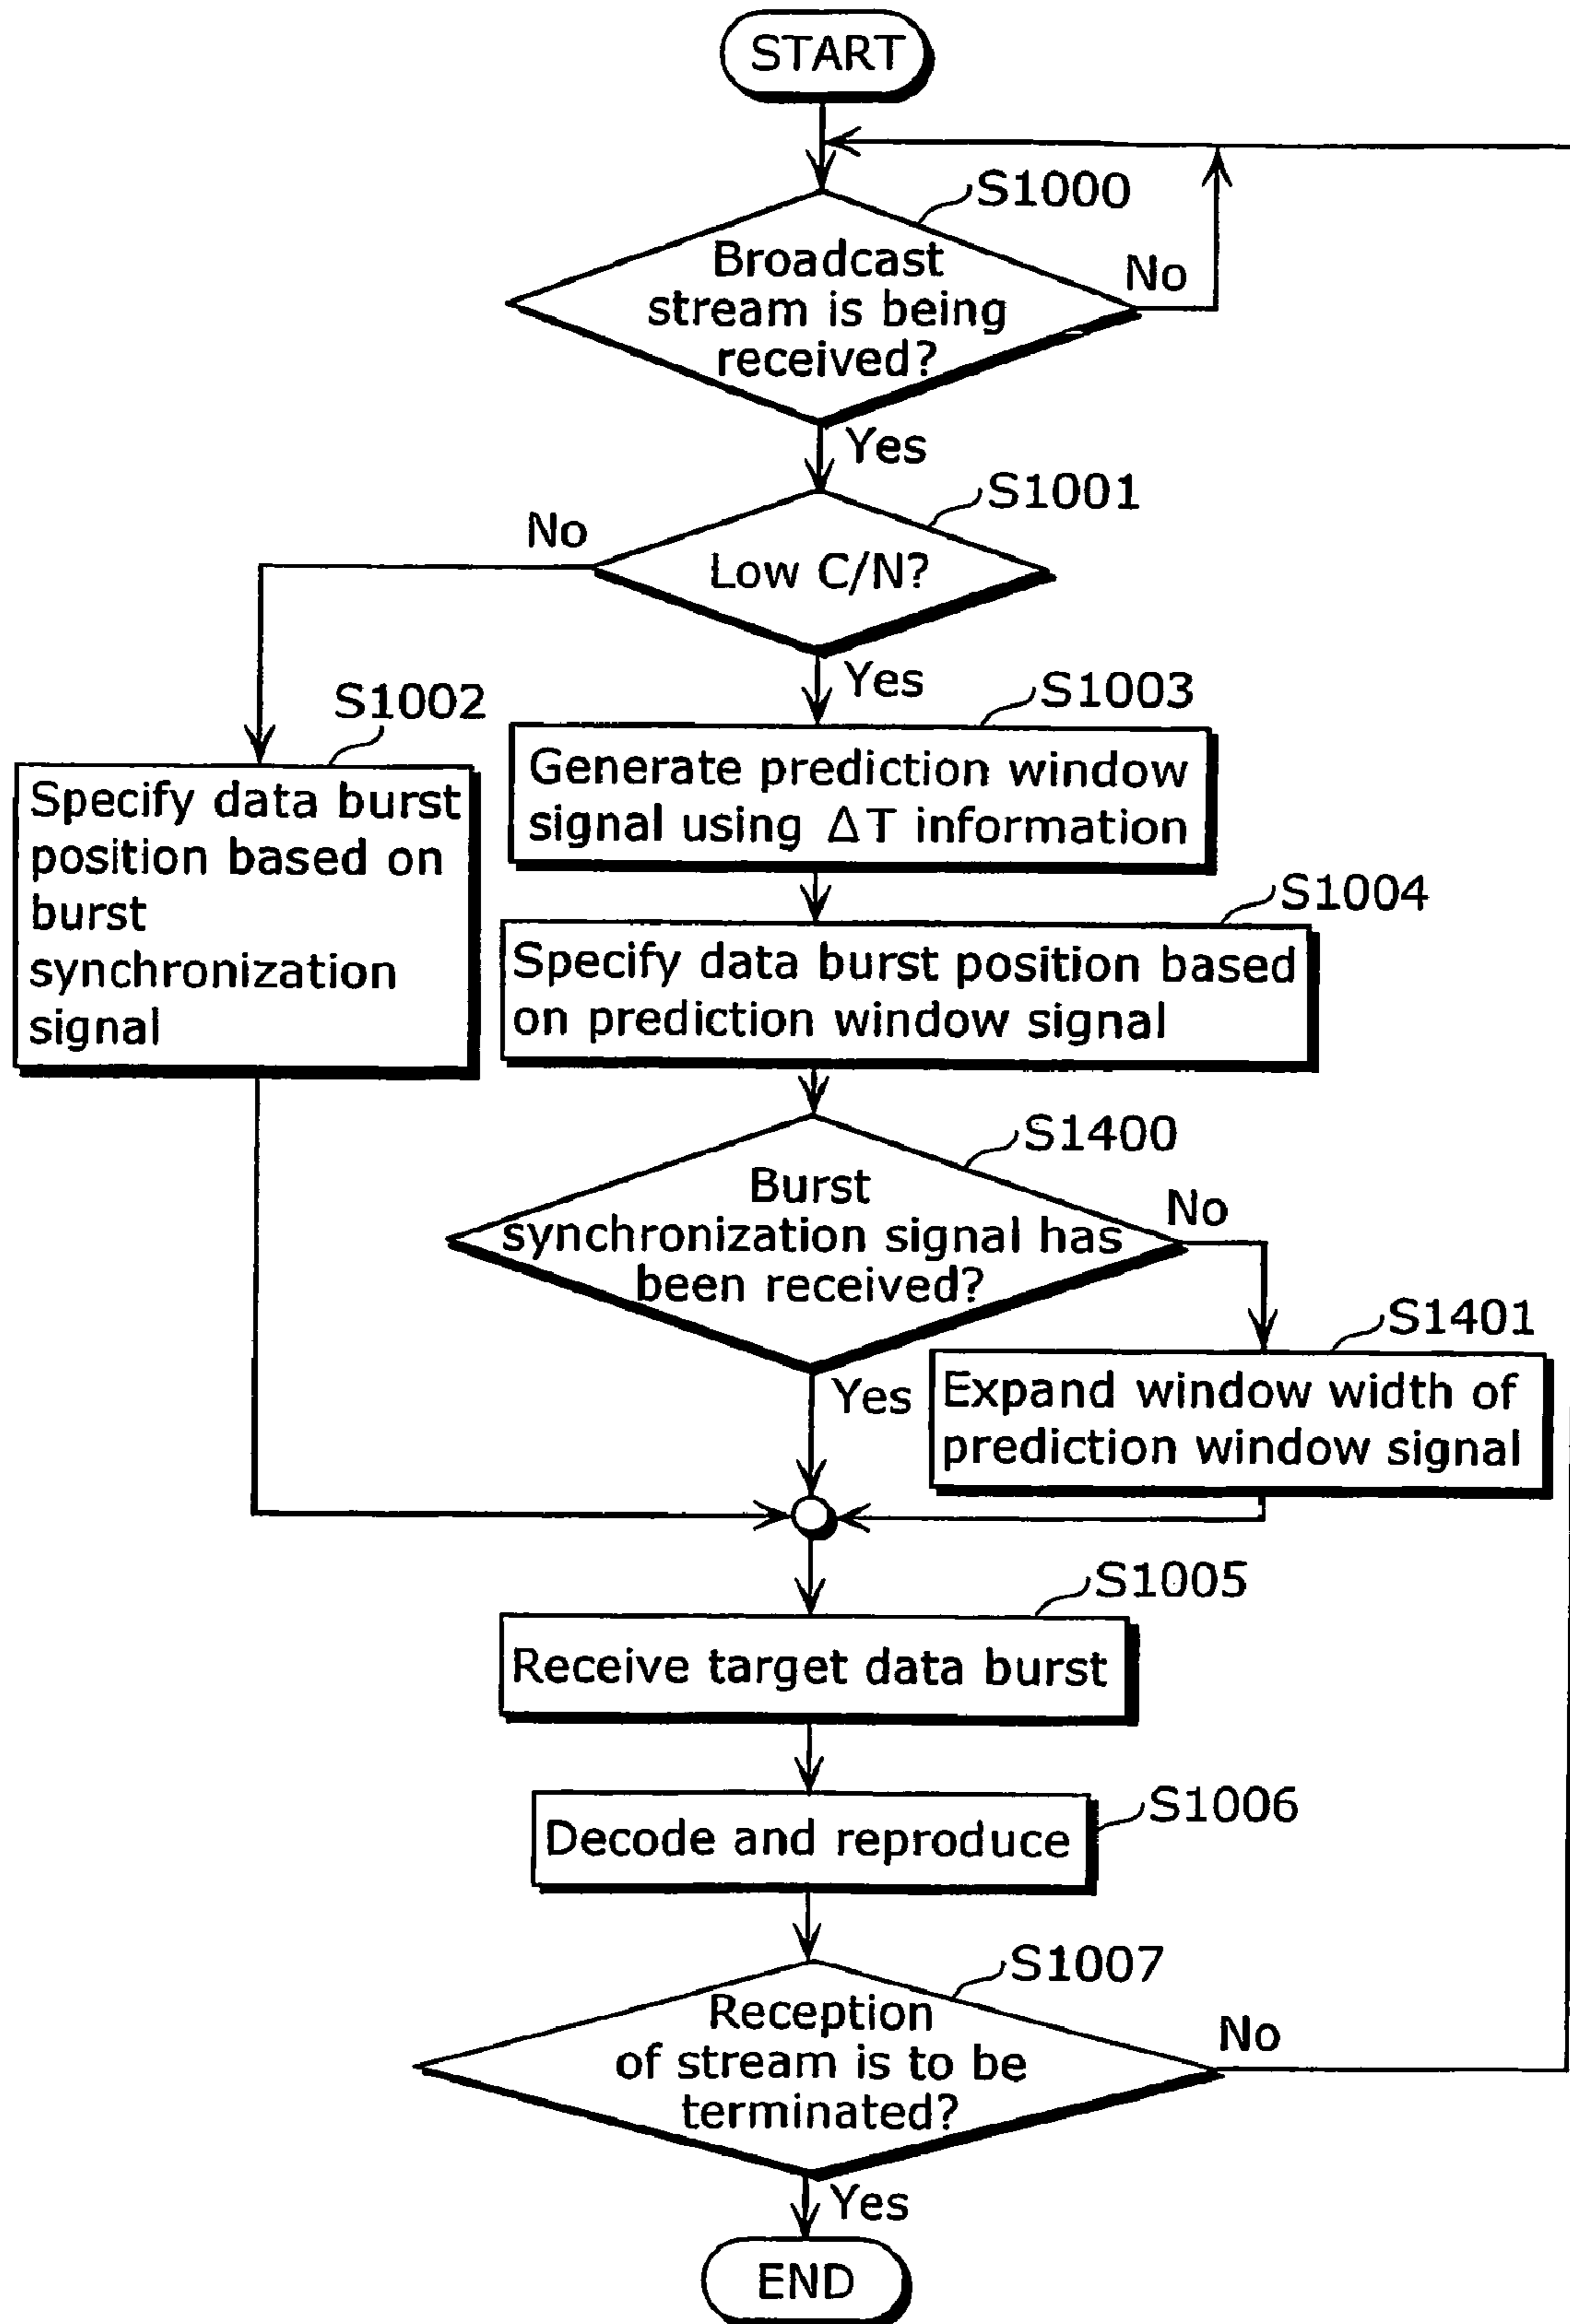 START
S1000
Broadcast
stream is being
received?
No
Yes
S1001
No
Low C/N?
Yes
S1002
S1003
Specify data burst
position based on
burst
synchronization
signal
Generate prediction window
signal using ΔT information
S1004
Specify data burst position based
on prediction window signal
S1400
Burst
synchronization signal has
been received?
No
S1401
Yes
Expand window width of
prediction window signal
S1005
Receive target data burst
S1006
Decode and reproduce
S1007
Reception
of stream is to be
terminated?
No
Yes
END